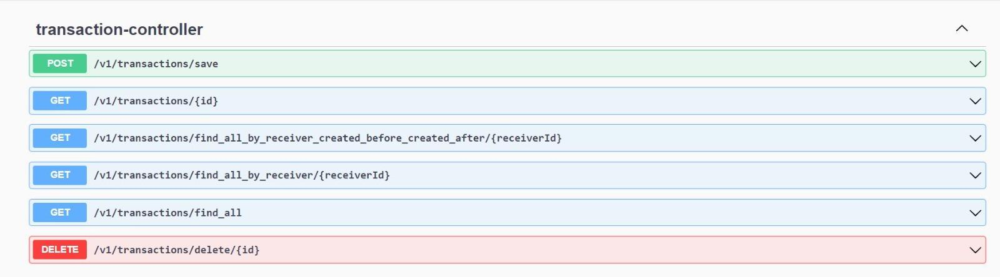 transaction-controller
POST /v1/transactions/save
GET /v1/transactions/{id}
GET /v1/transactions/find_all_by_receiver_created_before_created_after/{receiverId}
GET /v1/transactions/find_all_by_receiver/{receiverId}
GET /v1/transactions/find_all
DELETE /v1/transactions/delete/{id}